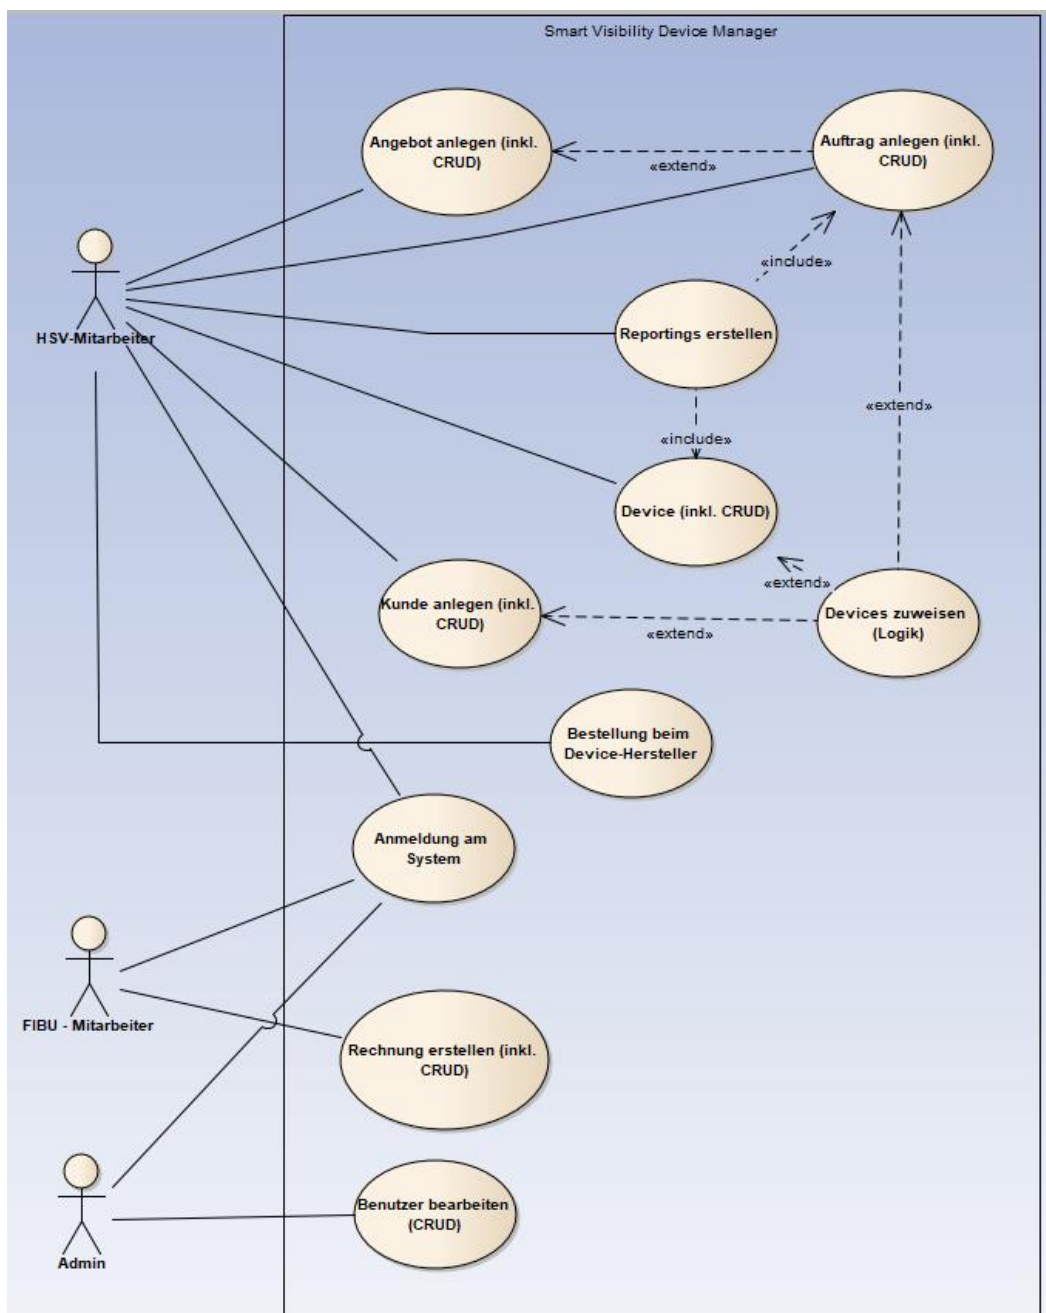 Smart Visibility Device Manager
Angebot anlegen (inkl.
CRUD)
«extend»
Auftrag anlegen (inkl.
CRUD)
«include»
HSV-Mitarbeiter
Reportings erstellen
«extend»
«include»
Device (inkl. CRUD)
«extend»
Kunde anlegen (inkl.
CRUD)
«extend»
Devices zuweisen
(Logik)
Bestellung beim
Device-Hersteller
Anmeldung am
System
FIBU - Mitarbeiter
Rechnung erstellen (inkl.
CRUD)
Benutzer bearbeiten
(CRUD)
Admin